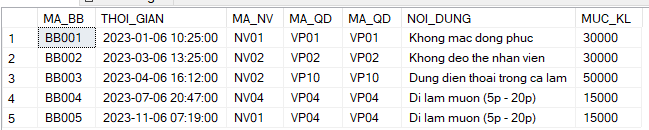 MA_BB THOI_GIAN MA_NV MA_QD MA_QD NOI_DUNG MUC_KL
1 BB001 2023-01-06 10:25:00 NV01 VP01 VP01 Khong mac dong phuc 30000
2 BB002 2023-03-06 13:25:00 NV02 VP02 VP02 Khong deo the nhan vien 30000
3 BB003 2023-04-06 16:12:00 NV02 VP10 VP10 Dung dien thoai trong ca lam 50000
4 BB004 2023-07-06 20:47:00 NV04 VP04 VP04 Di lam muon (5p - 20p) 15000
5 BB005 2023-11-06 07:19:00 NV01 VP04 VP04 Di lam muon (5p - 20p) 15000